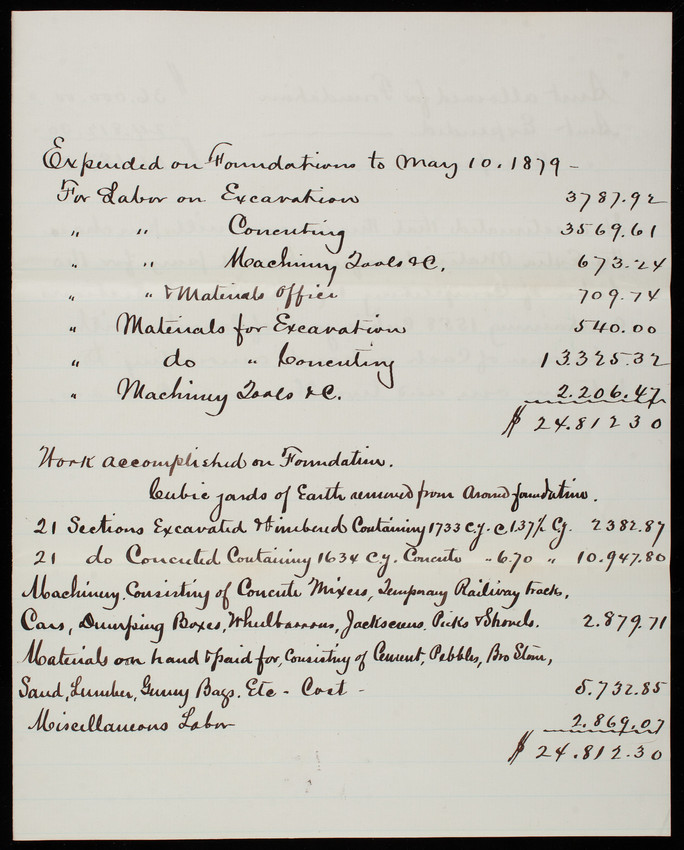 Expended on Foundations to May 10. 1879 -
For Labor on Excavation 3787.92
" " Concreting 3569.61
" " Machinery Tools &C. 673.24
" " & Materials Office 709.74
" Materials for Excavation 540.00
" do " Concreting 13.325.32
" Machinery Tools &C. 2.206.47
$ 24.812 30
Work accomplished on Foundation.
Cubic yards of Earth removed from around foundation.
21 Sections Excavated & timbered Containing 1733 c.y. @ 1.37½ Cy. 2382.87
21 do Concreted Containing 1634 c.y. Concrete " 6.70 " 10.947.80
Machinery. Consisting of Concrete Mixers, Temporary Railway tracks,
Cars, Dumping Boxes, Wheelbarrows, Jackscrews. Picks & Shovels. 2.879.71
Materials on hand & paid for, Consisting of Cement, Pebbles, Bro Stone,
Sand, Lumber, Gunny Bags. Etc - Cost - 5.732.85
Miscellaneous Labor 2.869.07
$ 24.812.30